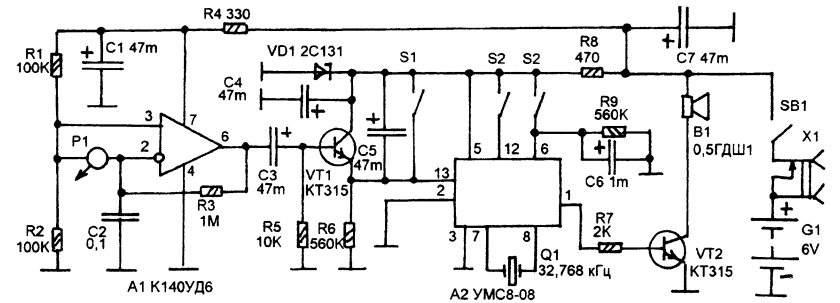 R4 330
R1
100K
C1 47m
VD1 2C131
S1
S2
S2
R8
470
C7 47m
C4
47m
R9
560K
SB1
P1
3
2
7
4
6
C3
47m
VT1
КТ315
C5
47m
5
12
6
B1
0,5ГДШ1
X1
C6 1m
13
2
1
R3
1M
R2
100K
C2
0,1
R5
10K
R6
560K
3
7
8
Q1
32,768 кГц
R7
2K
VT2
КТ315
G1
6V
A1 К140УД6
A2 УМС8-08